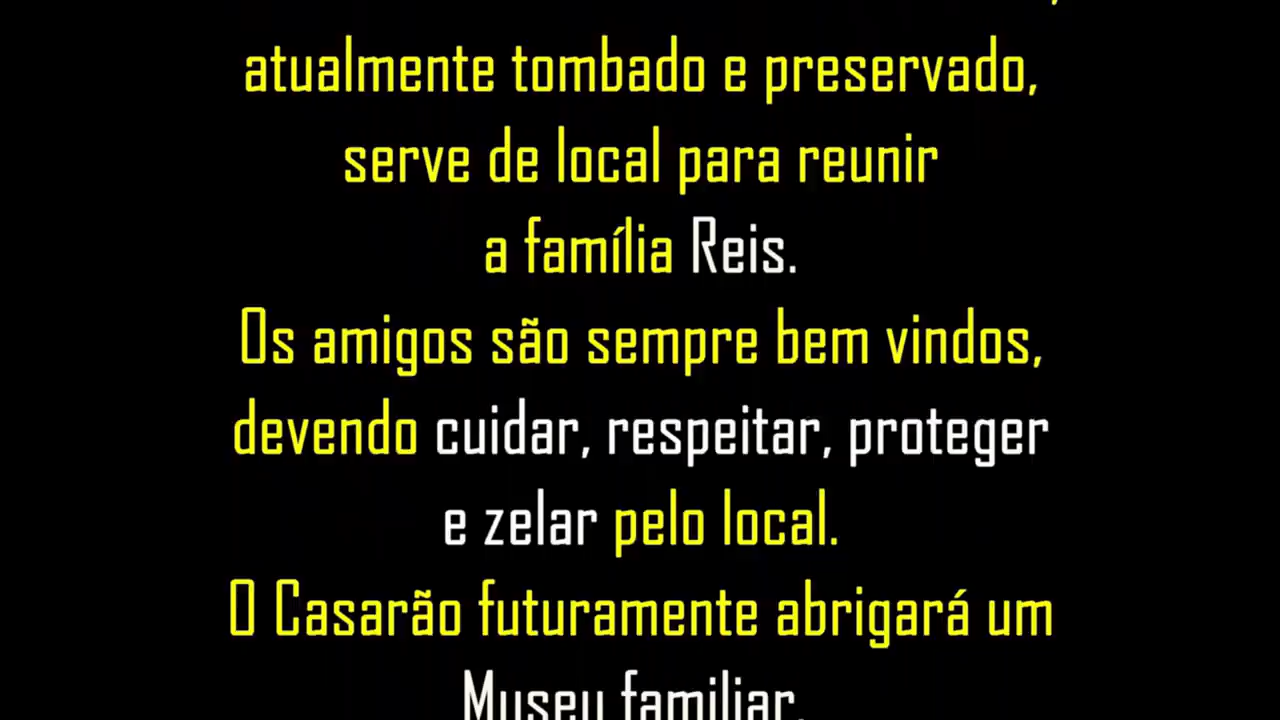 atualmente tombado e preservado,
serve de local para reunir
a família Reis.
Os amigos são sempre bem vindos,
devendo cuidar, respeitar, proteger
e zelar pelo local.
O Casarão futuramente abrigará um
Museu familiar.